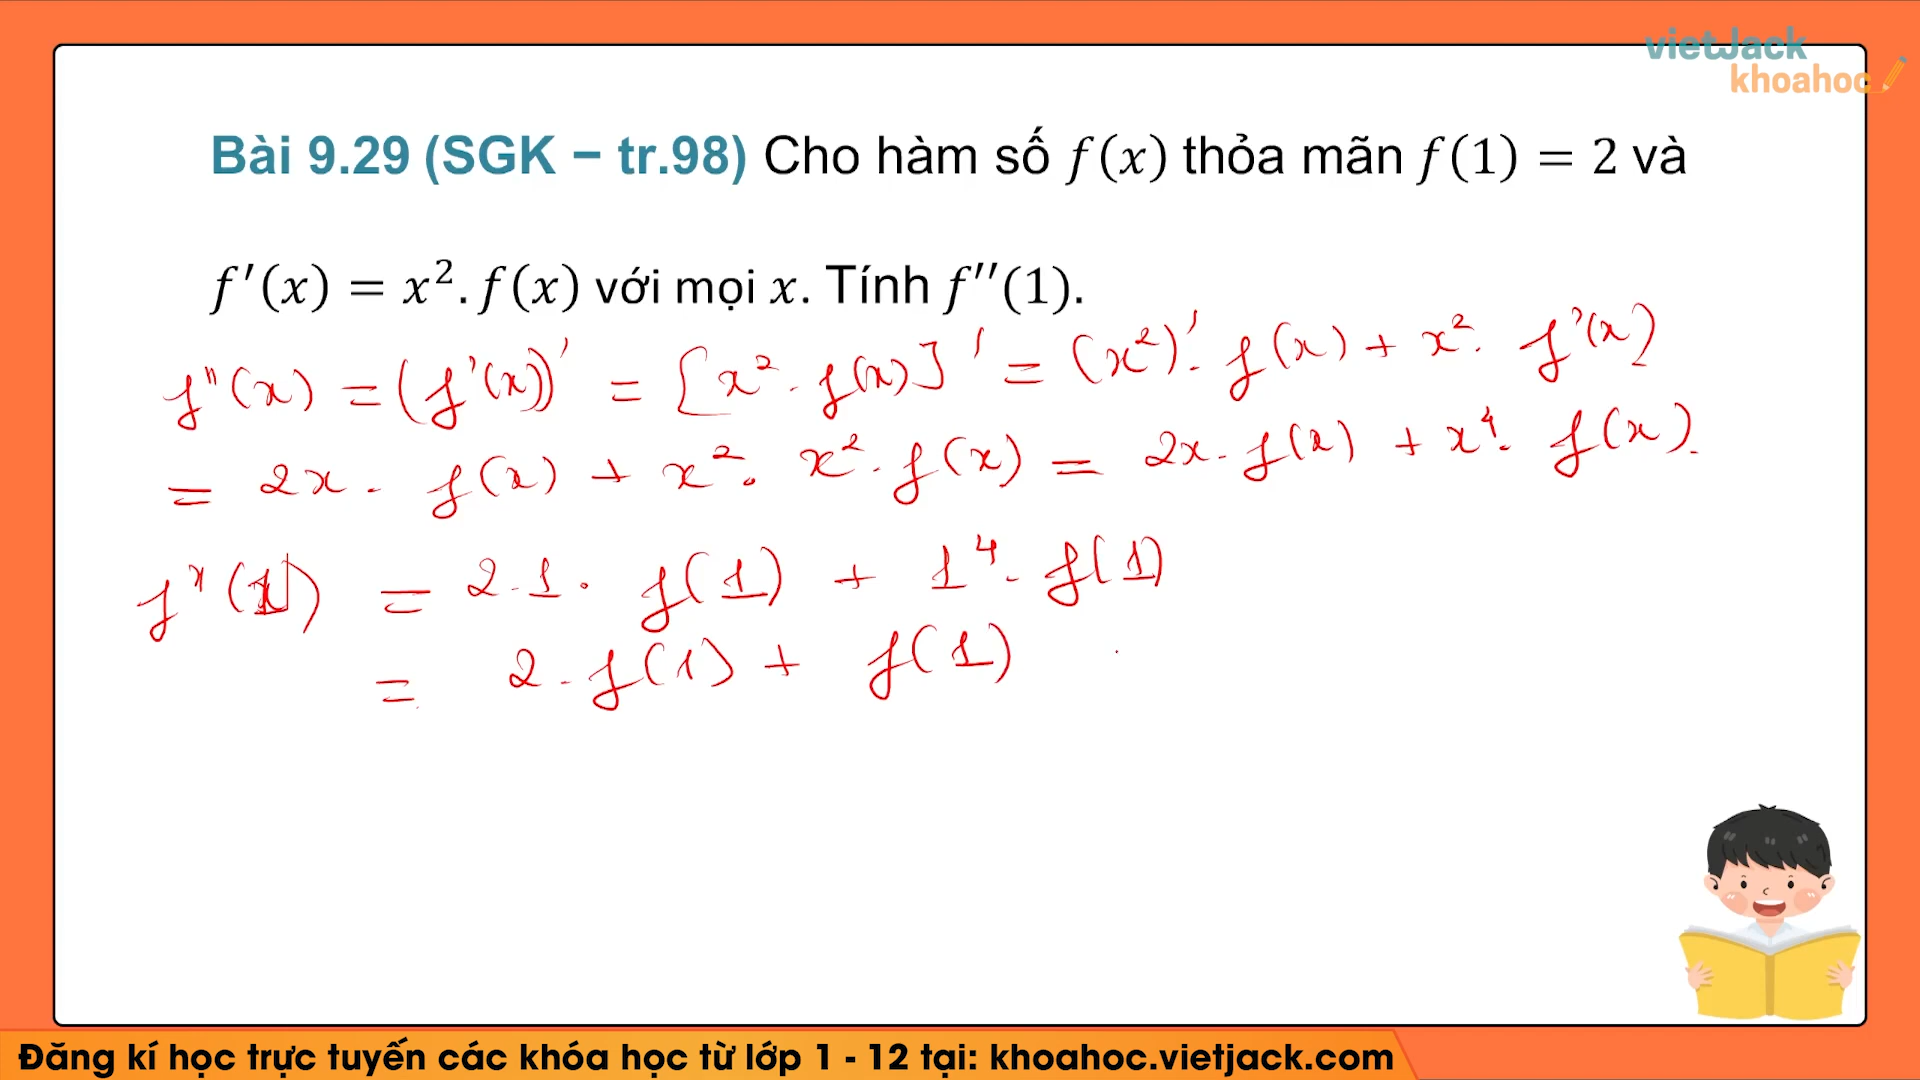 vietJack
khoahoc
Bài 9.29 (SGK − tr.98) Cho hàm số f(x) thỏa mãn f(1) = 2 và
f′(x) = x². f(x) với mọi x. Tính f′′(1).
f''(x) = (f'(x))' = [x² . f(x)]' = (x²)' . f(x) + x² . f'(x)
= 2x . f(x) + x² . x² . f(x) = 2x . f(x) + x⁴ . f(x).
f''(1) = 2 . 1 . f(1) + 1⁴ . f(1)
= 2 . f(1) + f(1)
Đăng kí học trực tuyến các khóa học từ lớp 1 - 12 tại: khoahoc.vietjack.com